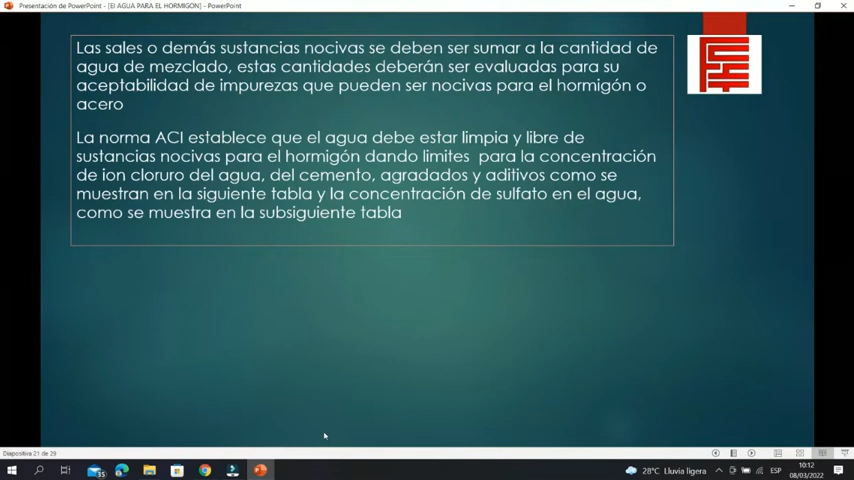 Presentación de PowerPoint - [El AGUA PARA EL HORMIGON] - PowerPoint
Las sales o demás sustancias nocivas se deben ser sumar a la cantidad de
agua de mezclado, estas cantidades deberán ser evaluadas para su
aceptabilidad de impurezas que pueden ser nocivas para el hormigón o
acero
La norma ACI establece que el agua debe estar limpia y libre de
sustancias nocivas para el hormigón dando limites para la concentración
de ion cloruro del agua, del cemento, agradados y aditivos como se
muestran en la siguiente tabla y la concentración de sulfato en el agua,
como se muestra en la subsiguiente tabla
Diapositiva 21 de 29
35
28°C Lluvia ligera
ESP
10:12
08/03/2022